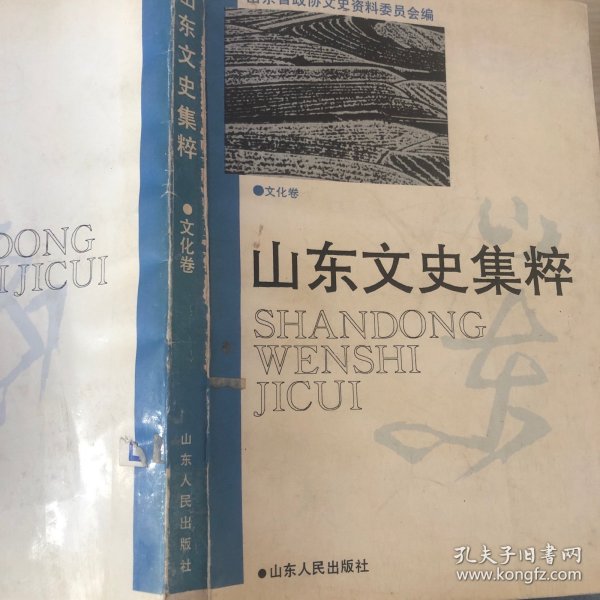 山东省政协文史资料委员会编
●文化卷
山东文史集粹
SHANDONG
WENSHI
JICUI
●山东人民出版社
山东文史集粹
●文化卷
山东人民出版社
DONG
IJICUI
孔夫子旧书网
www.kongfz.com